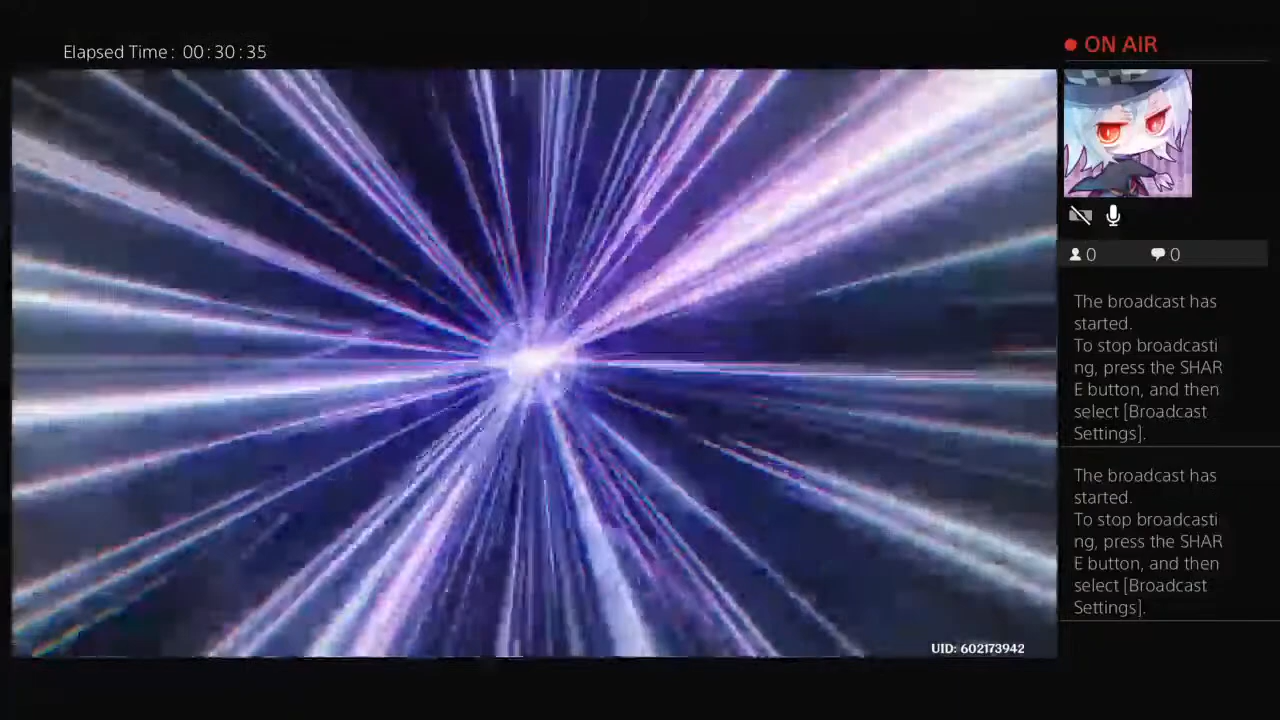 Elapsed Time: 00:30:35
ON AIR
0 0
The broadcast has
started.
To stop broadcasti
ng, press the SHAR
E button, and then
select [Broadcast
Settings].
The broadcast has
started.
To stop broadcasti
ng, press the SHAR
E button, and then
select [Broadcast
Settings].
UID: 602173942